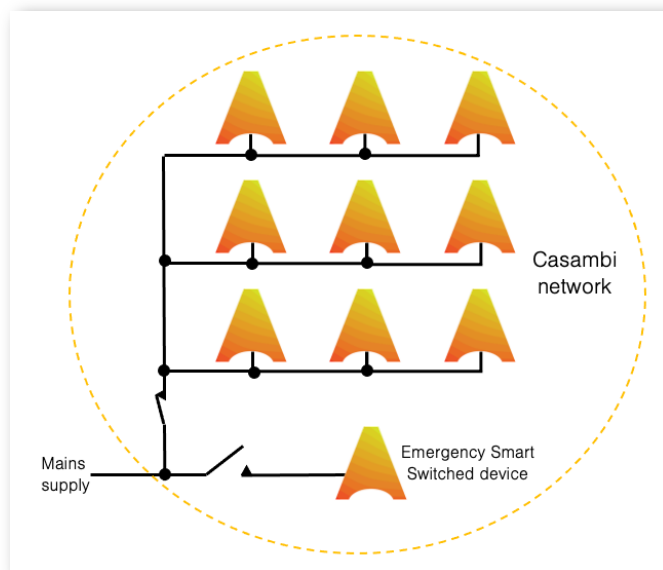 Casambi
network
Mains
supply
Emergency Smart
Switched device